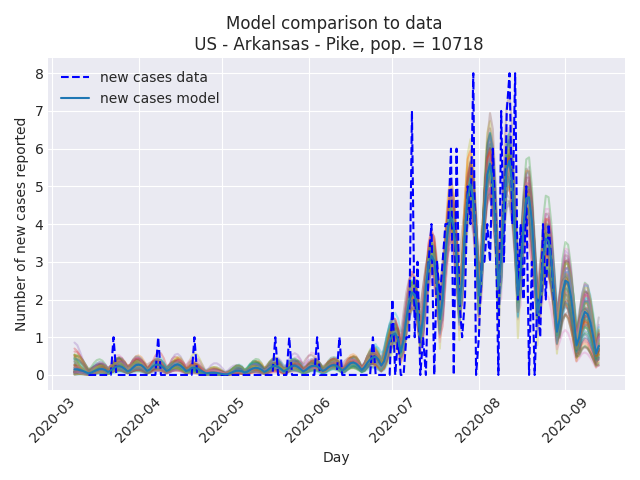 Model comparison to data
US - Arkansas - Pike, pop. = 10718
new cases data
new cases model
Number of new cases reported
8
7
6
5
4
3
2
1
0
2020-03
2020-04
2020-05
2020-06
2020-07
2020-08
2020-09
Day